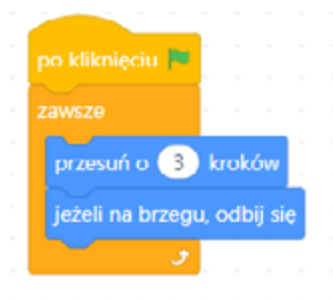 po kliknięciu
zawsze
przesuń o 3 kroków
jeżeli na brzegu, odbij się